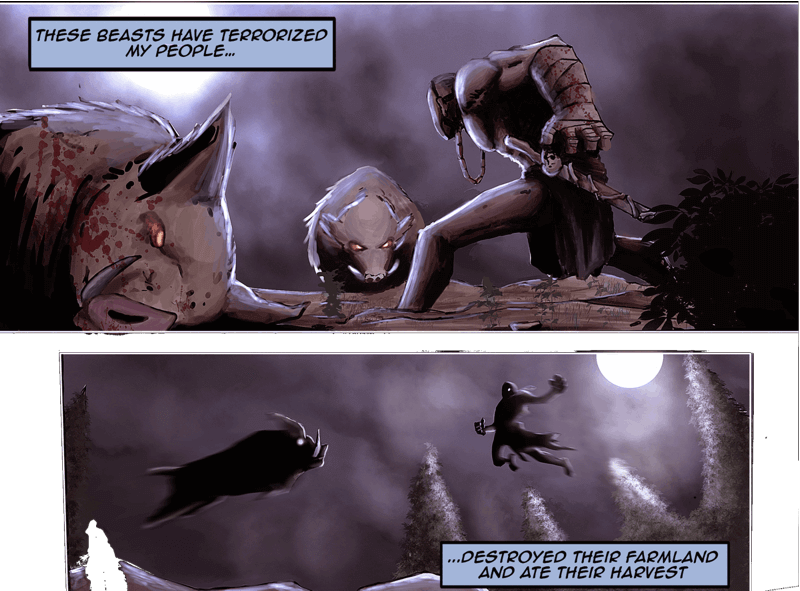 THESE BEASTS HAVE TERRORIZED
MY PEOPLE...
...DESTROYED THEIR FARMLAND
AND ATE THEIR HARVEST